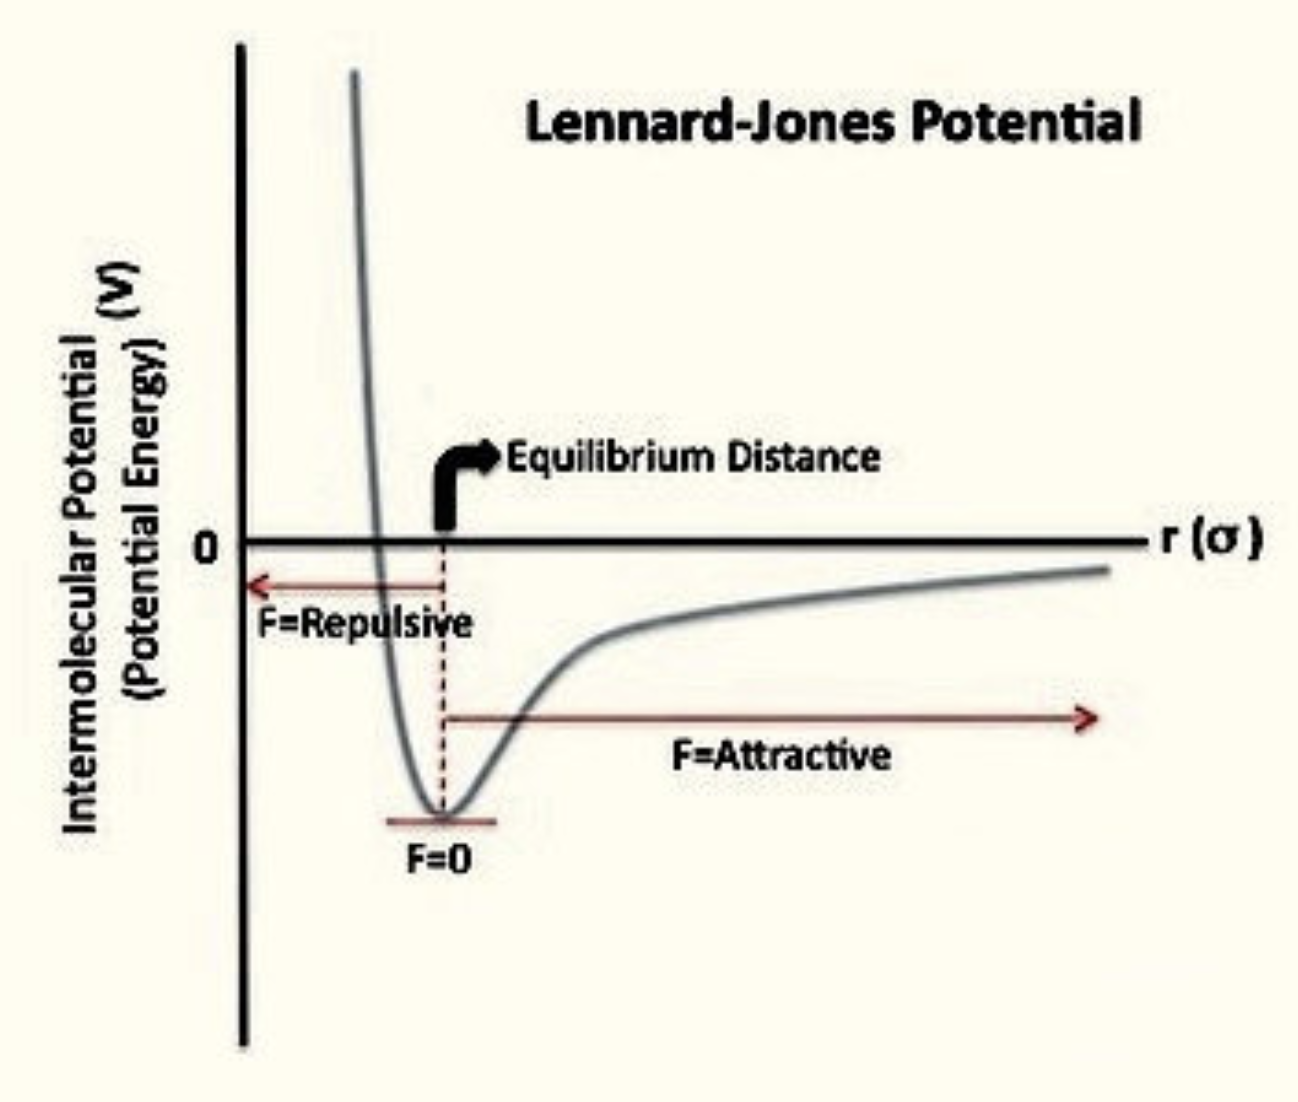 Lennard-Jones Potential
Intermolecular Potential (V)
(Potential Energy)
Equilibrium Distance
0
r (σ)
F=Repulsive
F=Attractive
F=0